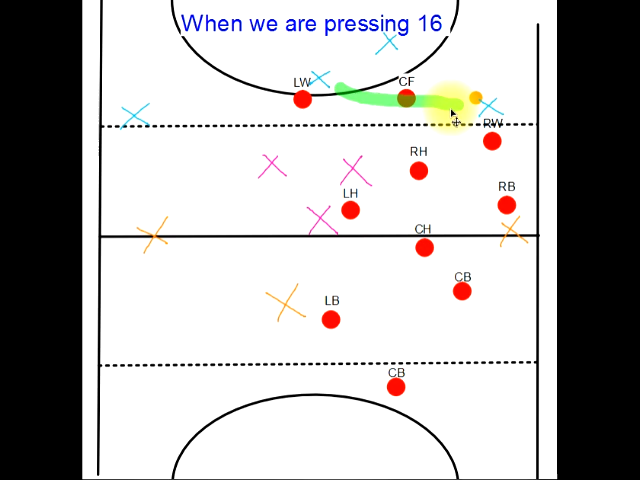 When we are pressing 16
LW
CF
RW
RH
RB
LH
CH
CB
LB
CB